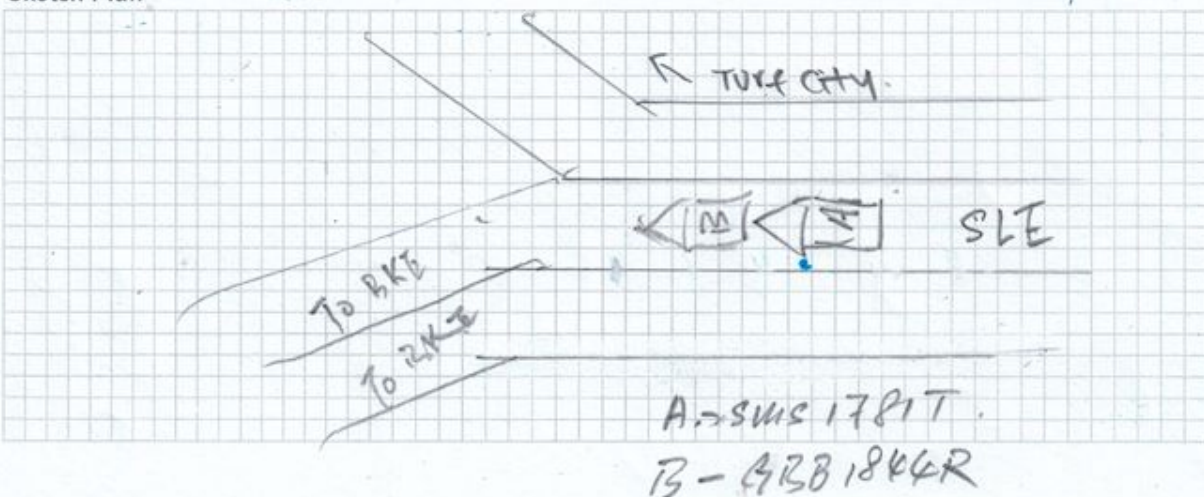 Sketch Plan
↖ TURF CITY.
B A SLE
TO BKE
TO BKE
A:- SMS 1781T.
B - GBB 1844R